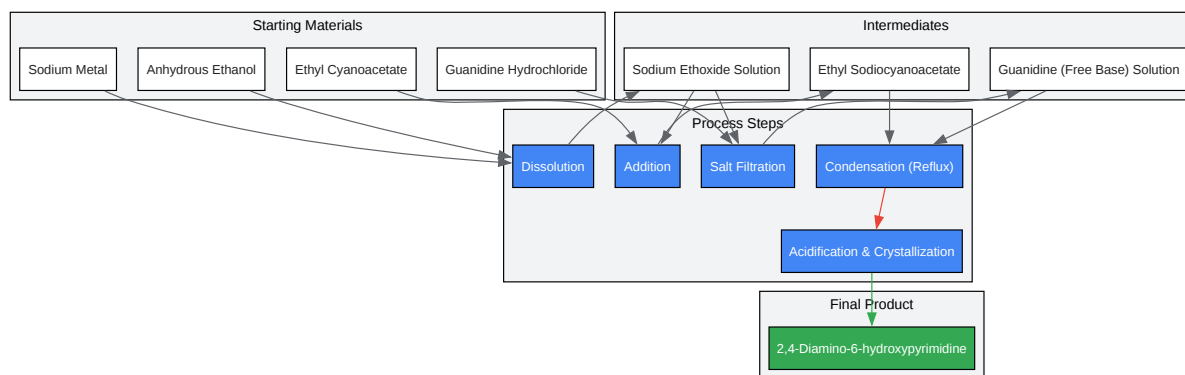 Starting Materials
Intermediates
Sodium Metal
Anhydrous Ethanol
Ethyl Cyanoacetate
Guanidine Hydrochloride
Sodium Ethoxide Solution
Ethyl Sodiocyanoacetate
Guanidine (Free Base) Solution
Process Steps
Dissolution
Addition
Salt Filtration
Condensation (Reflux)
Acidification & Crystallization
Final Product
2,4-Diamino-6-hydroxypyrimidine